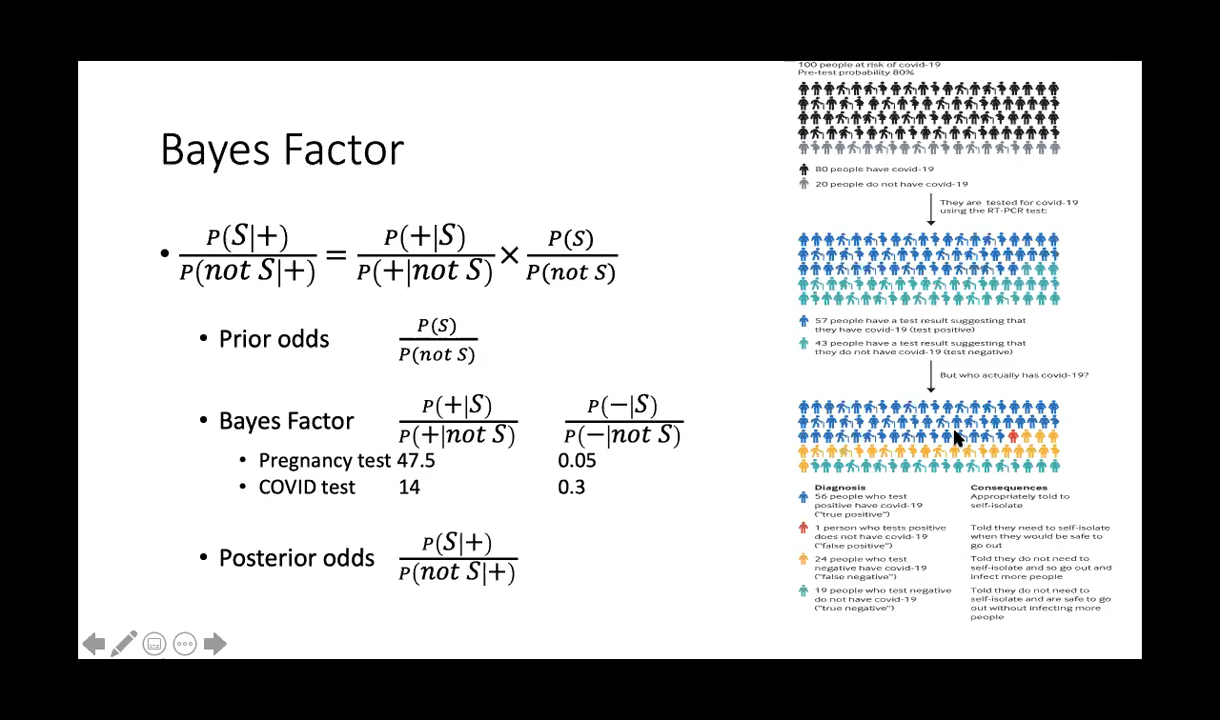 Bayes Factor
• P(S|+) / P(not S|+) = P(+|S) / P(+|not S) × P(S) / P(not S)
• Prior odds P(S) / P(not S)
• Bayes Factor P(+|S) / P(+|not S) P(−|S) / P(−|not S)
• Pregnancy test 47.5 0.05
• COVID test 14 0.3
• Posterior odds P(S|+) / P(not S|+)
100 people at risk of covid-19
Pre-test probability 80%
80 people have covid-19
20 people do not have covid-19
They are tested for covid-19
using the RT-PCR test:
57 people have a test result suggesting that
they have covid-19 (test positive)
43 people have a test result suggesting that
they do not have covid-19 (test negative)
But who actually has covid-19?
Diagnosis
56 people who test
positive have covid-19
("true positive")
Consequences
Appropriately told to
self-isolate
1 person who tests positive
does not have covid-19
("false positive")
Told they need to self-isolate
when they would be safe to
go out
24 people who test
negative have covid-19
("false negative")
Told they do not need to
self-isolate and so go out and
infect more people
19 people who test negative
do not have covid-19
("true negative")
Told they do not need to
self-isolate and are safe to go
out without infecting more
people